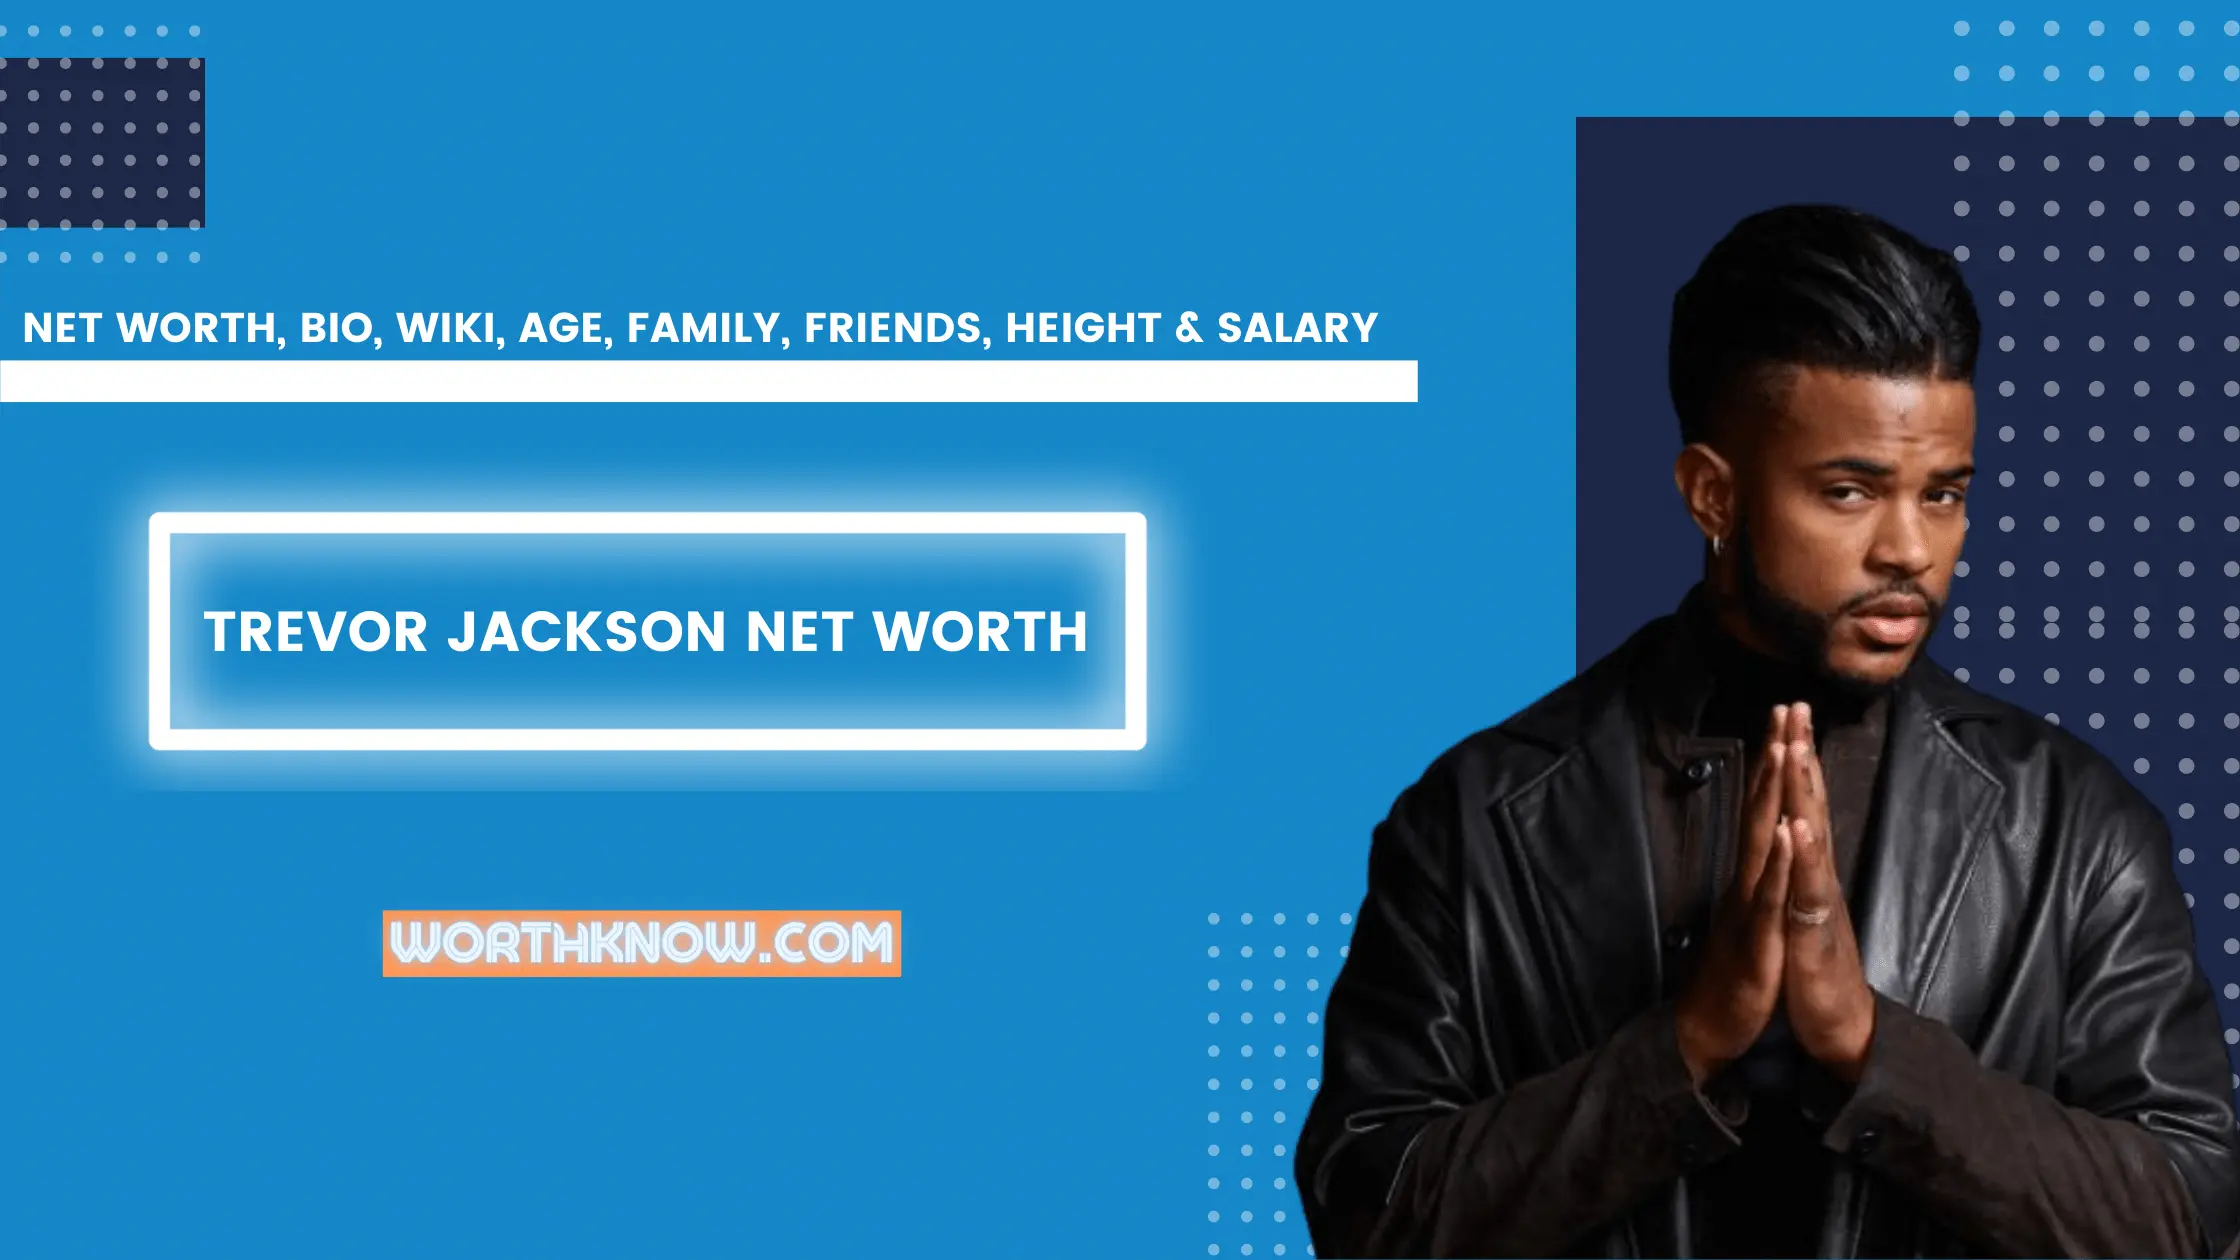 NET WORTH, BIO, WIKI, AGE, FAMILY, FRIENDS, HEIGHT & SALARY
TREVOR JACKSON NET WORTH
WORTHKNOW.COM